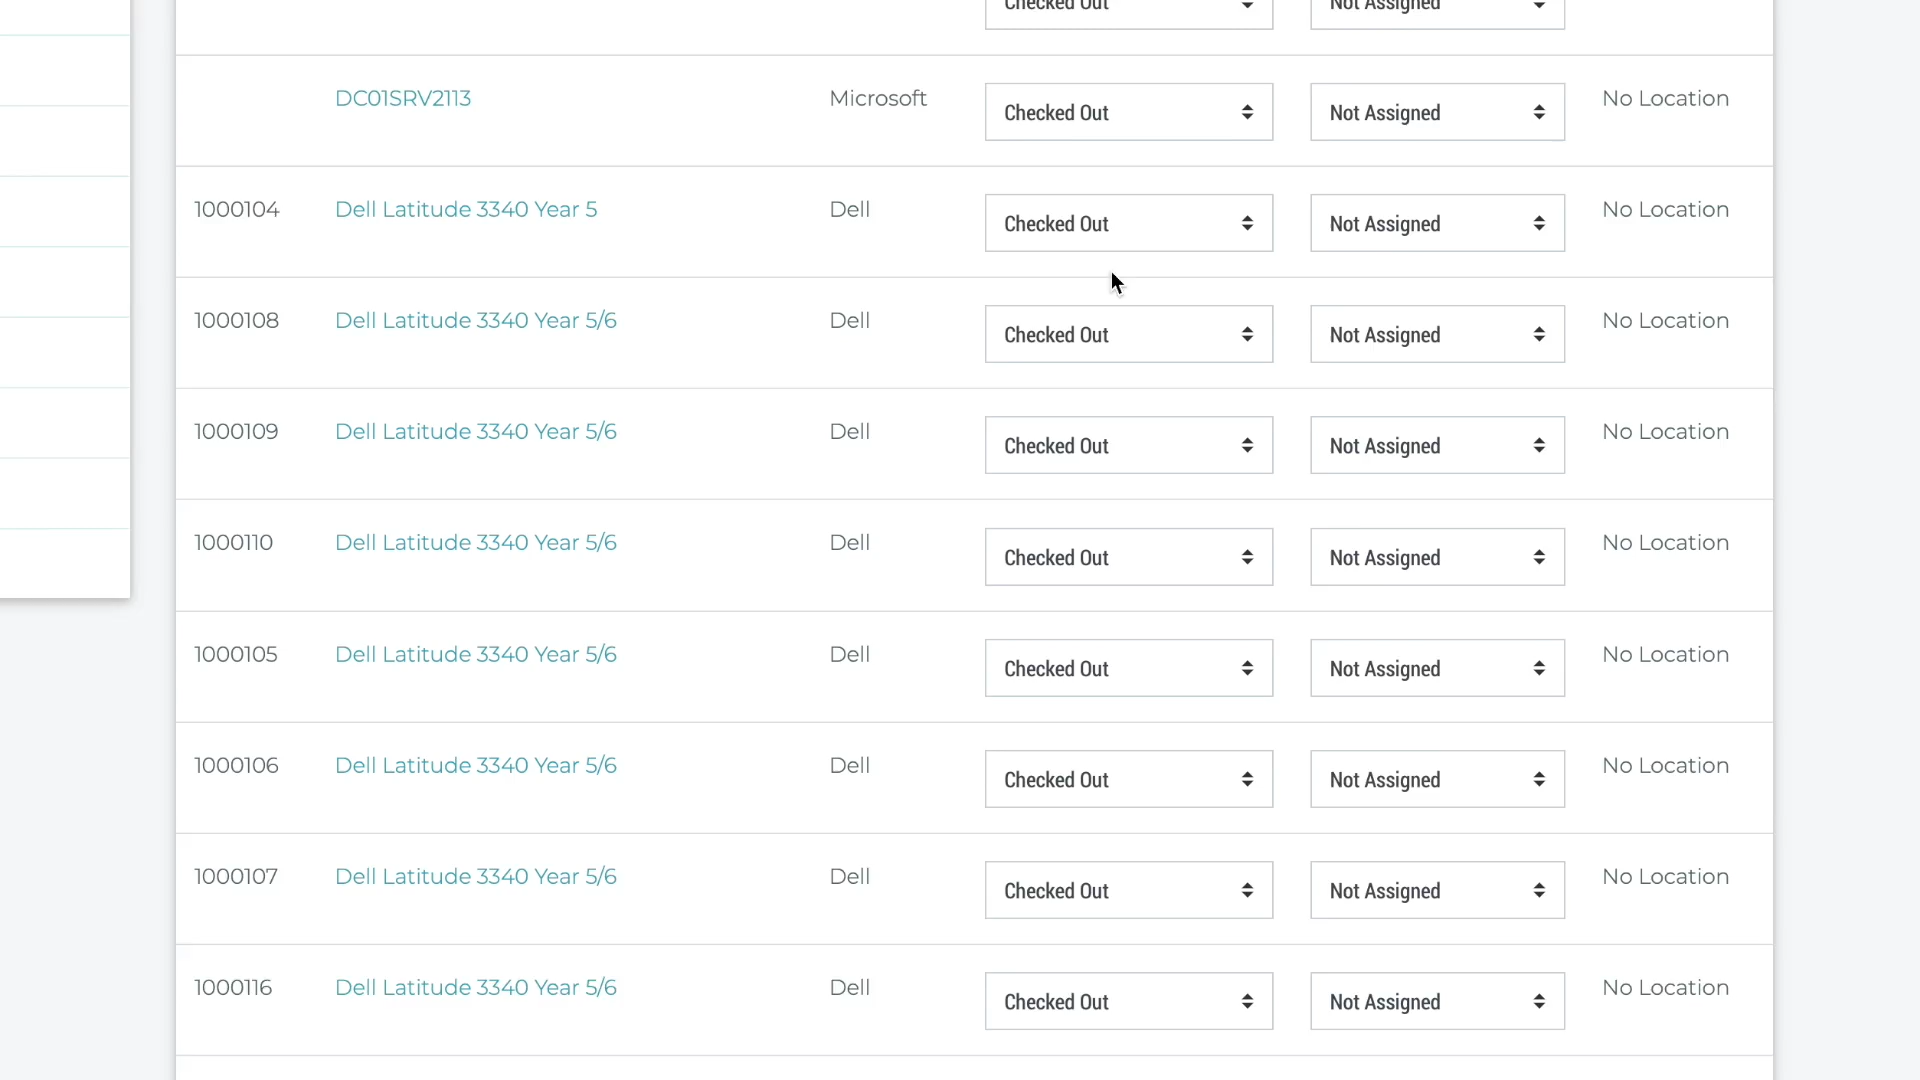 Checked Out Not Assigned
DC01SRV2113 Microsoft Checked Out Not Assigned No Location
1000104 Dell Latitude 3340 Year 5 Dell Checked Out Not Assigned No Location
1000108 Dell Latitude 3340 Year 5/6 Dell Checked Out Not Assigned No Location
1000109 Dell Latitude 3340 Year 5/6 Dell Checked Out Not Assigned No Location
1000110 Dell Latitude 3340 Year 5/6 Dell Checked Out Not Assigned No Location
1000105 Dell Latitude 3340 Year 5/6 Dell Checked Out Not Assigned No Location
1000106 Dell Latitude 3340 Year 5/6 Dell Checked Out Not Assigned No Location
1000107 Dell Latitude 3340 Year 5/6 Dell Checked Out Not Assigned No Location
1000116 Dell Latitude 3340 Year 5/6 Dell Checked Out Not Assigned No Location